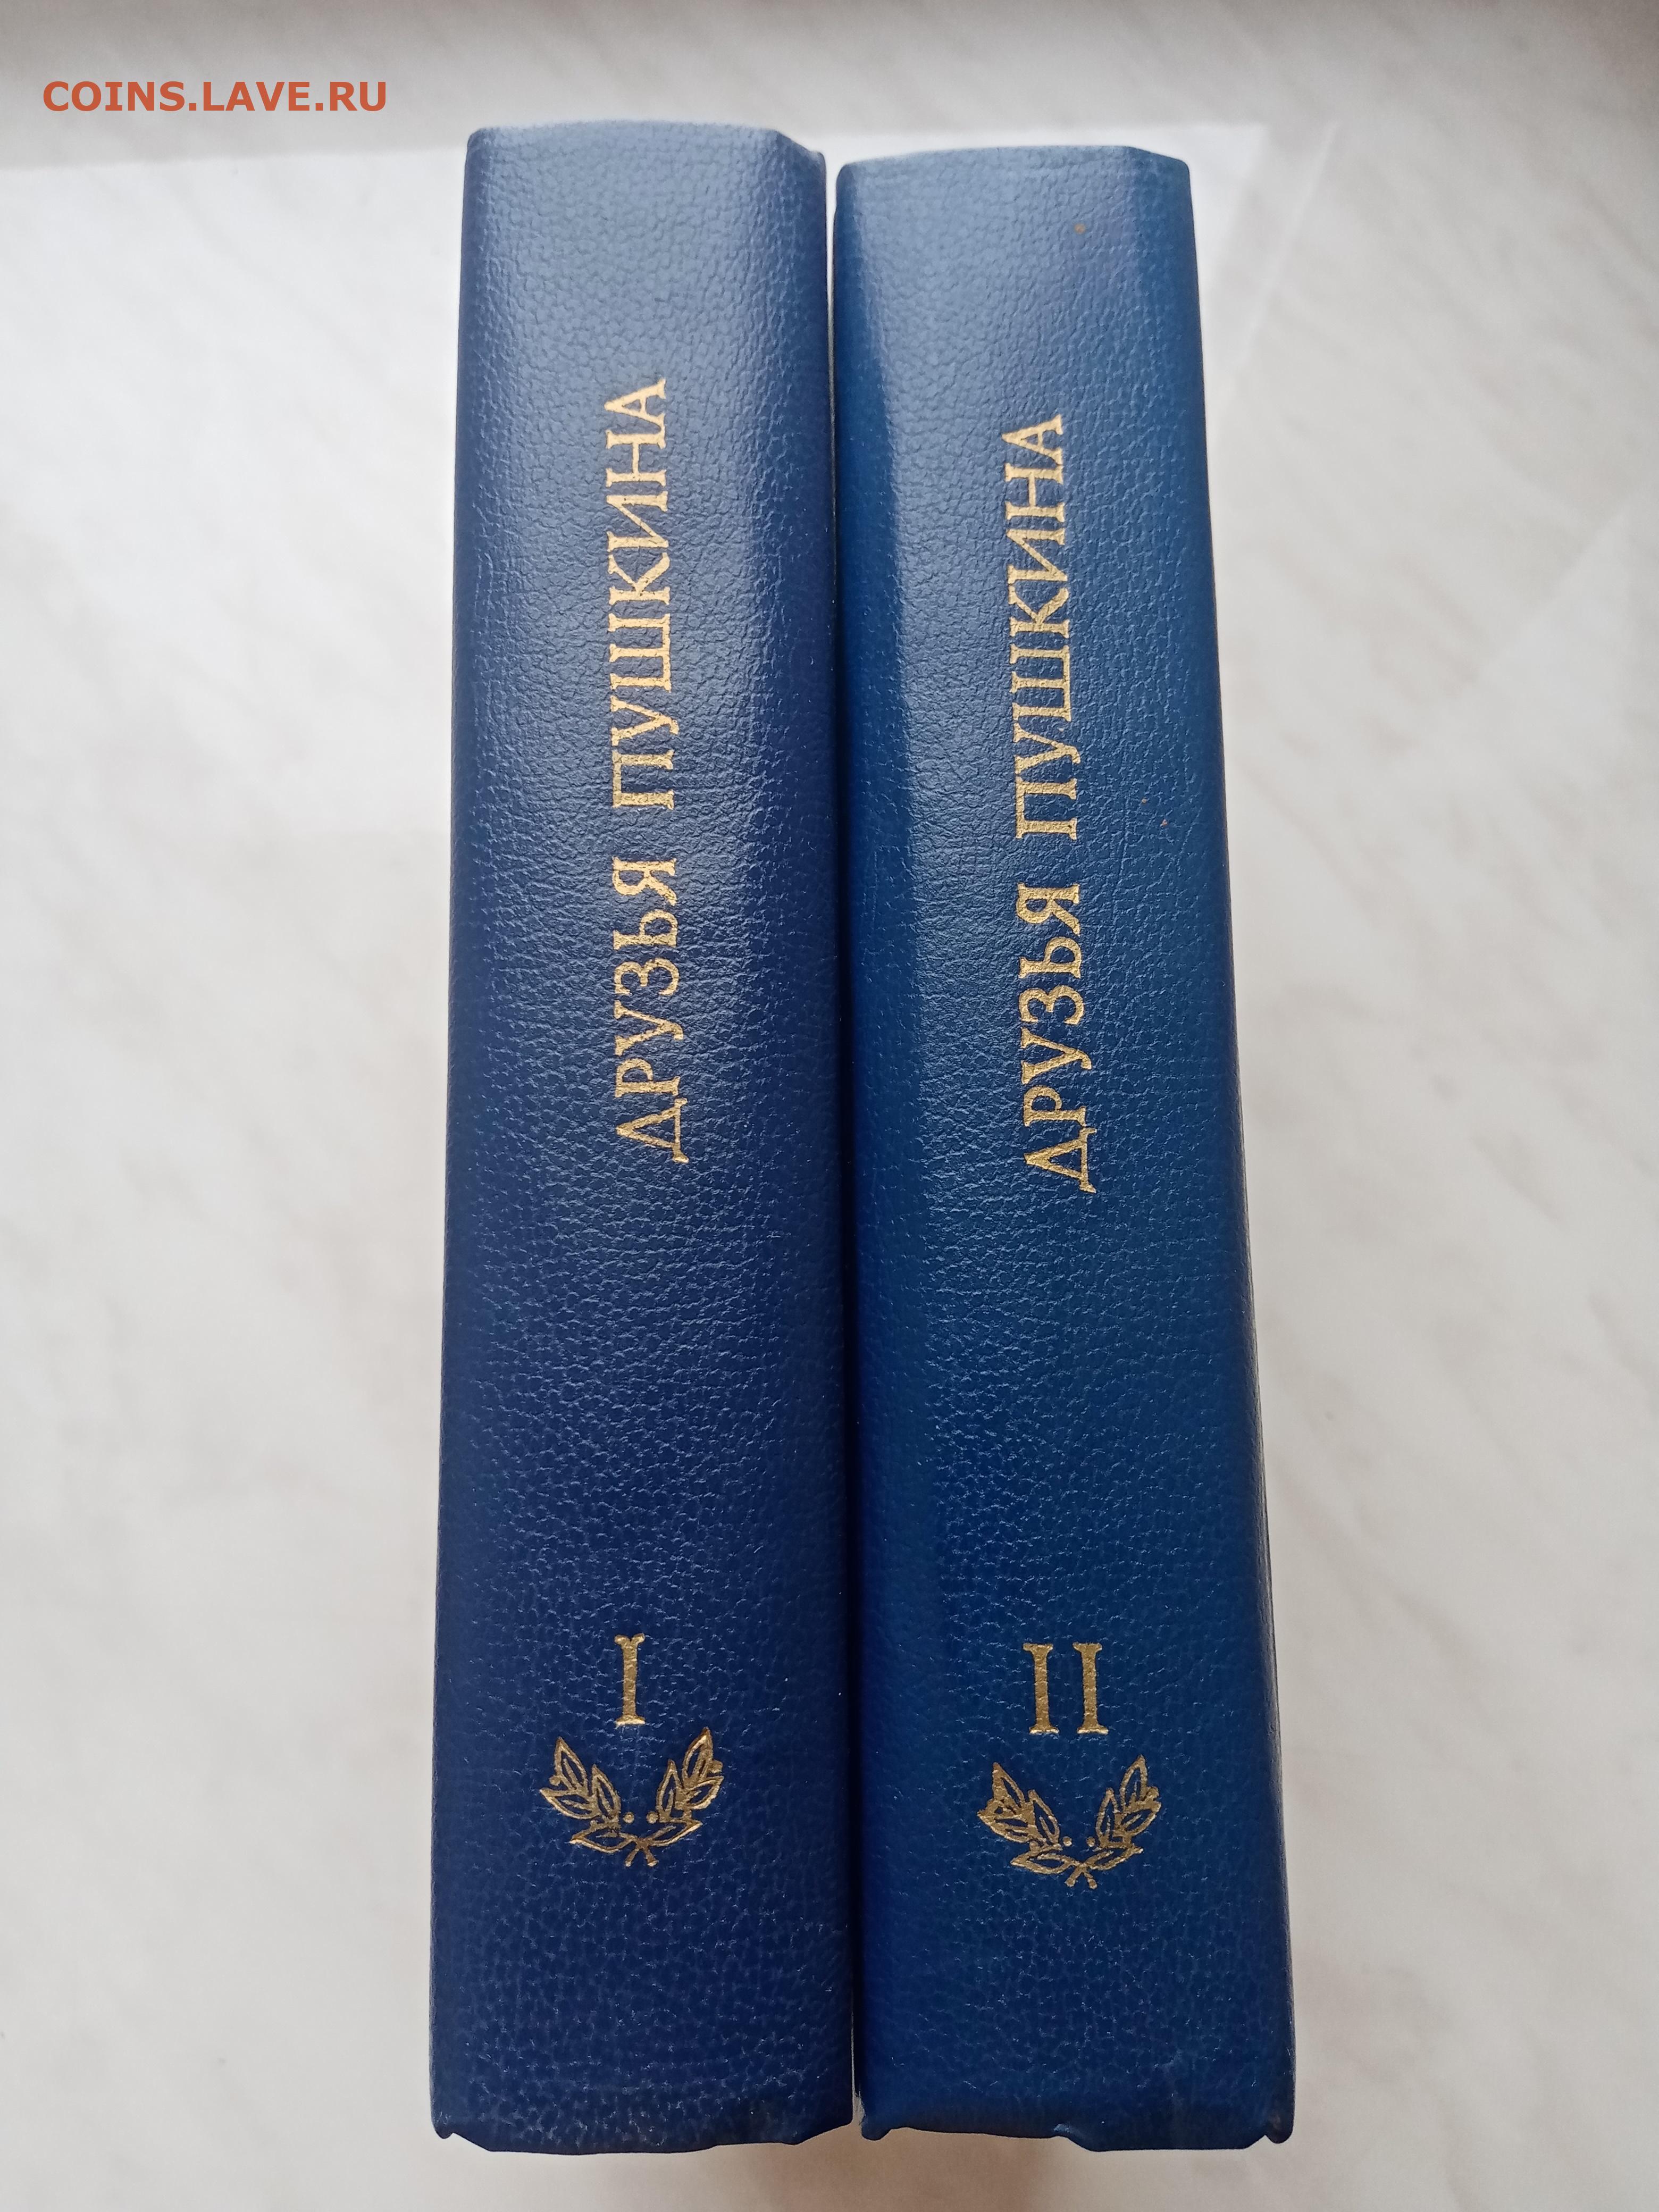 COINS.LAVE.RU
ДРУЗЬЯ ПУШКИНА
I
ДРУЗЬЯ ПУШКИНА
II